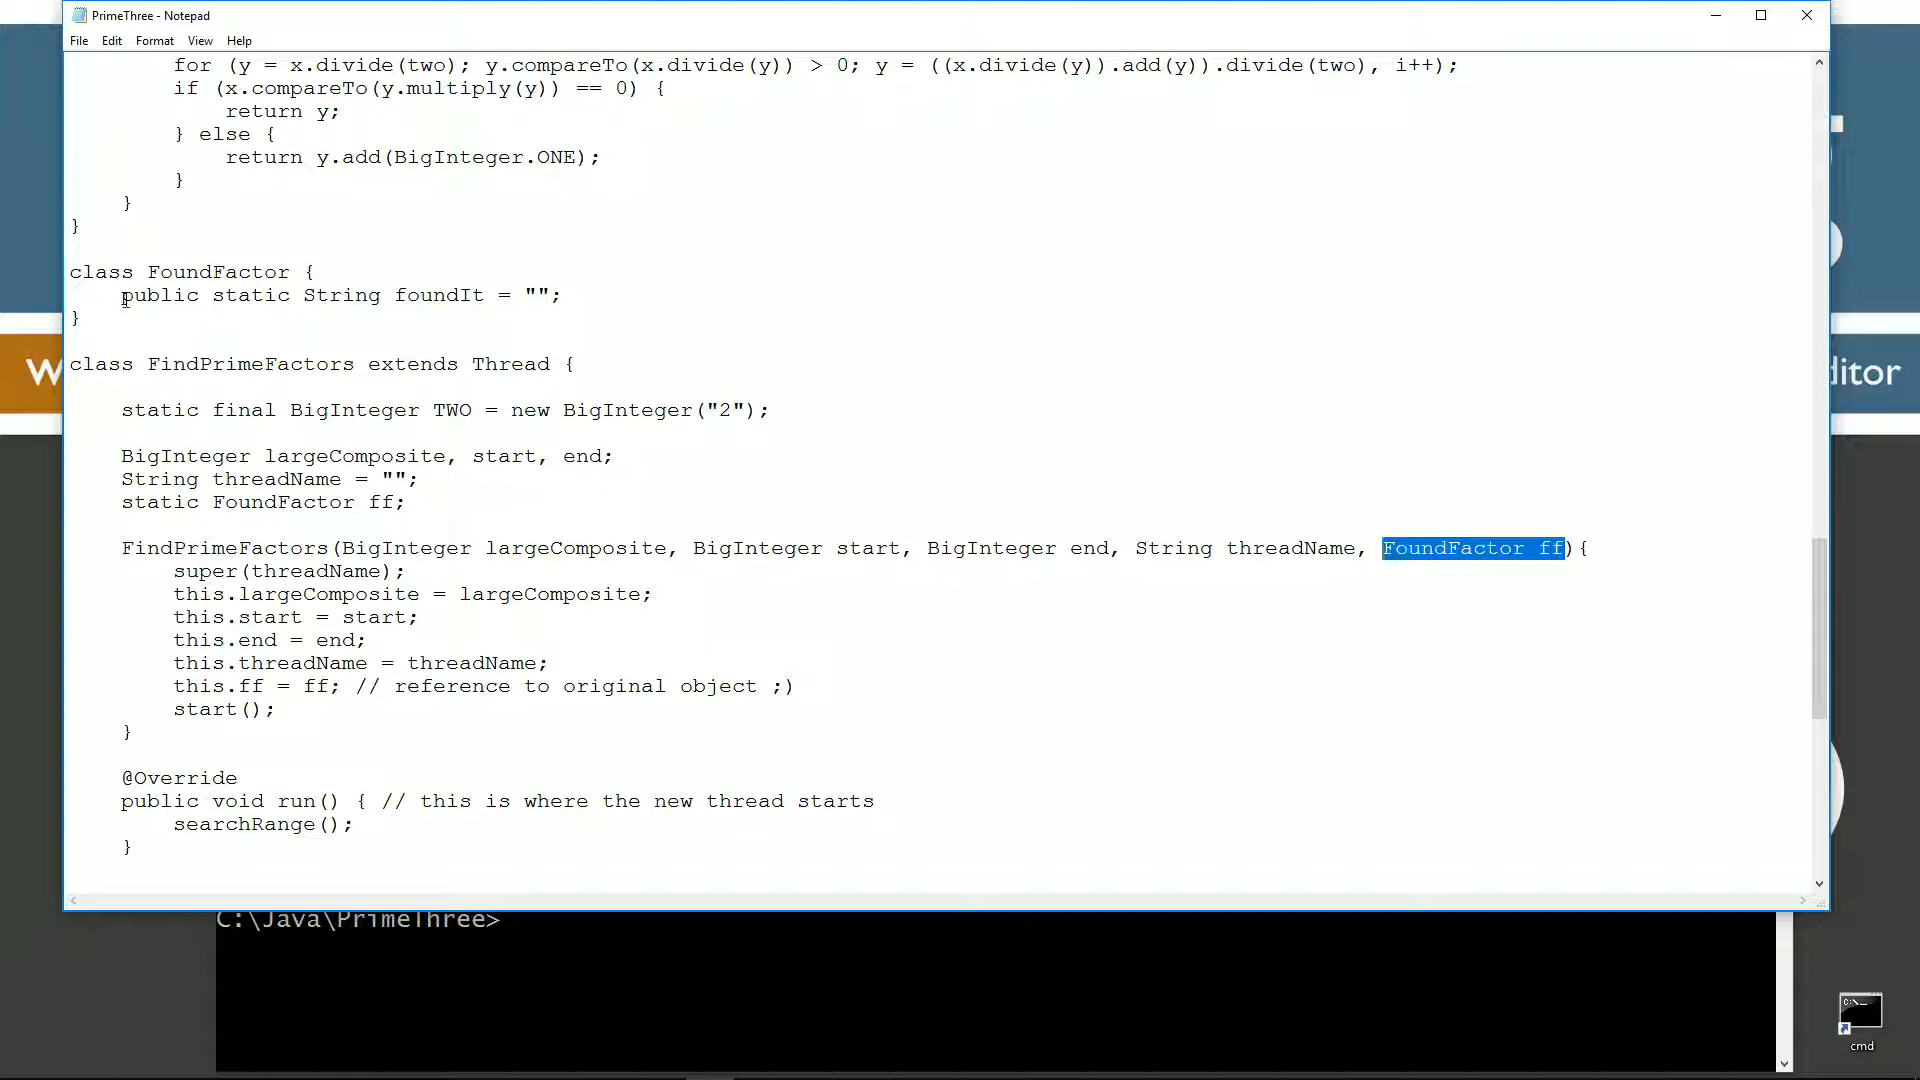 PrimeThree - Notepad
File Edit Format View Help
for (y = x.divide(two); y.compareTo(x.divide(y)) > 0; y = ((x.divide(y)).add(y)).divide(two), i++);
if (x.compareTo(y.multiply(y)) == 0) {
return y;
} else {
return y.add(BigInteger.ONE);
}
}
}
class FoundFactor {
public static String foundIt = "";
}
class FindPrimeFactors extends Thread {
static final BigInteger TWO = new BigInteger("2");
BigInteger largeComposite, start, end;
String threadName = "";
static FoundFactor ff;
FindPrimeFactors(BigInteger largeComposite, BigInteger start, BigInteger end, String threadName, FoundFactor ff){
super(threadName);
this.largeComposite = largeComposite;
this.start = start;
this.end = end;
this.threadName = threadName;
this.ff = ff; // reference to original object ;)
start();
}
@Override
public void run() { // this is where the new thread starts
searchRange();
}
W
ditor
C:\Java\PrimeThree>
cmd